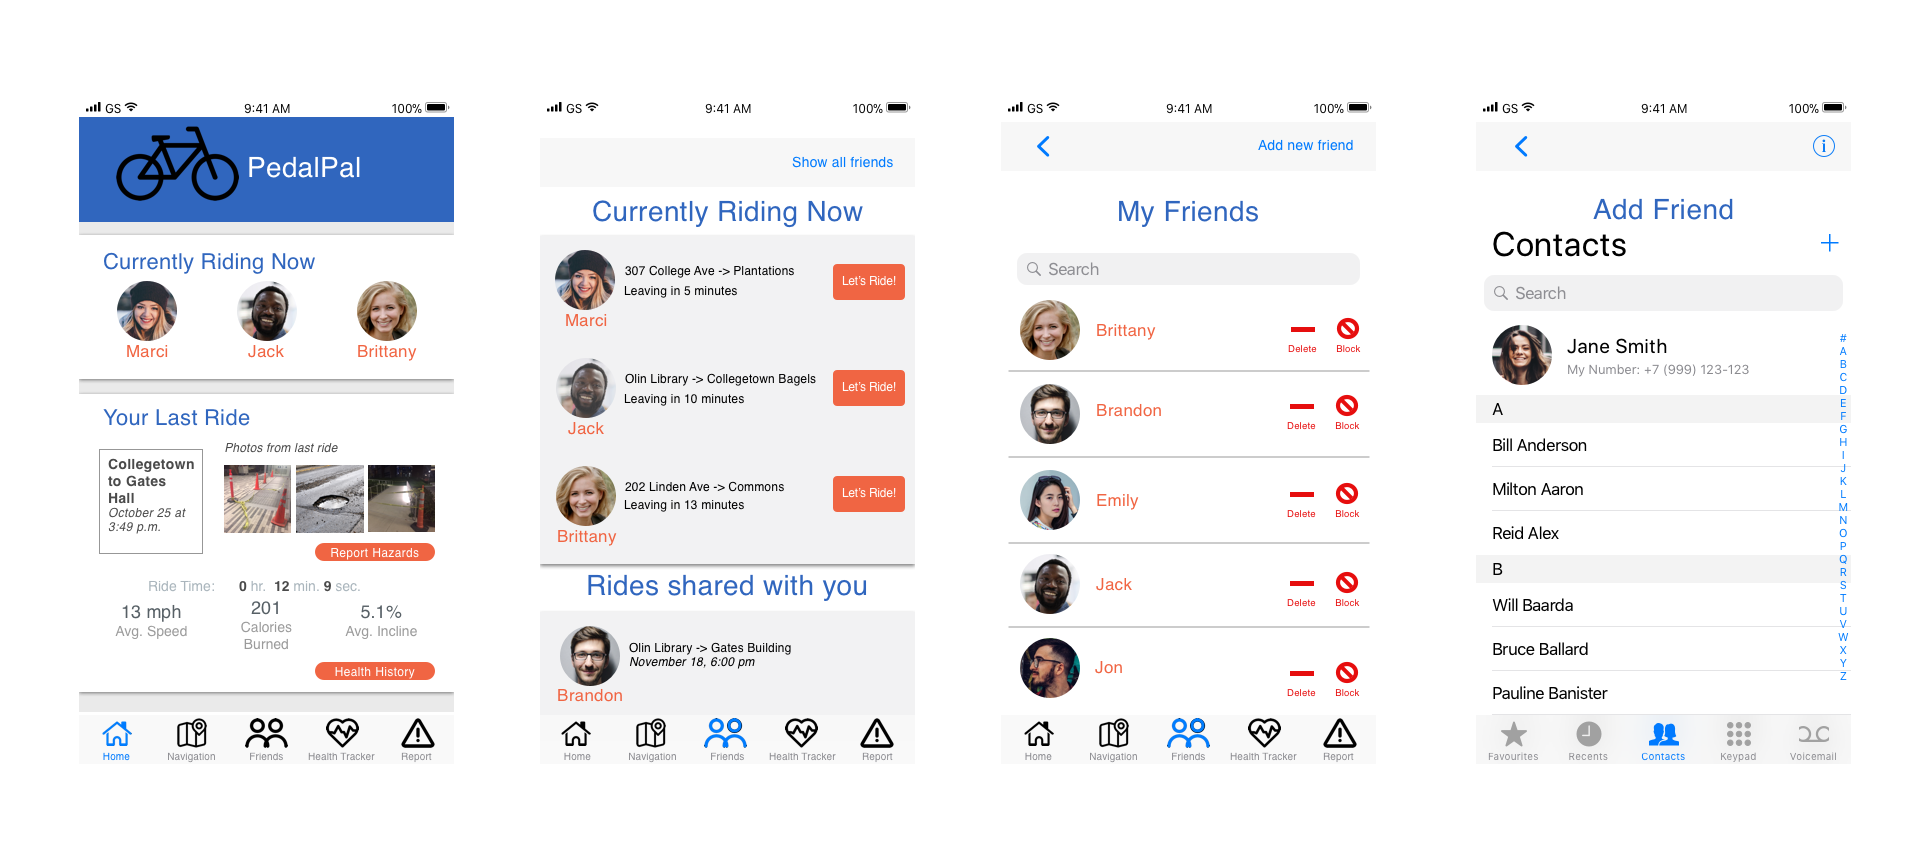 GS 9:41 AM 100%
PedalPal
Currently Riding Now
Marci Jack Brittany
Your Last Ride
Collegetown
to Gates
Hall
October 25 at
3:49 p.m.
Photos from last ride
Report Hazards
Ride Time: 0 hr. 12 min. 9 sec.
13 mph
Avg. Speed
201
Calories
Burned
5.1%
Avg. Incline
Health History
Home Navigation Friends Health Tracker Report
GS 9:41 AM 100%
Show all friends
Currently Riding Now
307 College Ave -> Plantations
Leaving in 5 minutes
Let's Ride!
Marci
Olin Library -> Collegetown Bagels
Leaving in 10 minutes
Let's Ride!
Jack
202 Linden Ave -> Commons
Leaving in 13 minutes
Let's Ride!
Brittany
Rides shared with you
Olin Library -> Gates Building
November 18, 6:00 pm
Brandon
Home Navigation Friends Health Tracker Report
GS 9:41 AM 100%
Add new friend
My Friends
Search
Brittany
Delete Block
Brandon
Delete Block
Emily
Delete Block
Jack
Delete Block
Jon
Delete Block
Home Navigation Friends Health Tracker Report
GS 9:41 AM 100%
i
Add Friend
Contacts +
Search
Jane Smith
My Number: +7 (999) 123-123
A
Bill Anderson
Milton Aaron
Reid Alex
B
Will Baarda
Bruce Ballard
Pauline Banister
#
A
B
C
D
E
F
G
H
I
J
K
L
M
N
O
P
Q
R
S
T
U
V
W
X
Y
Z
Favourites Recents Contacts Keypad Voicemail